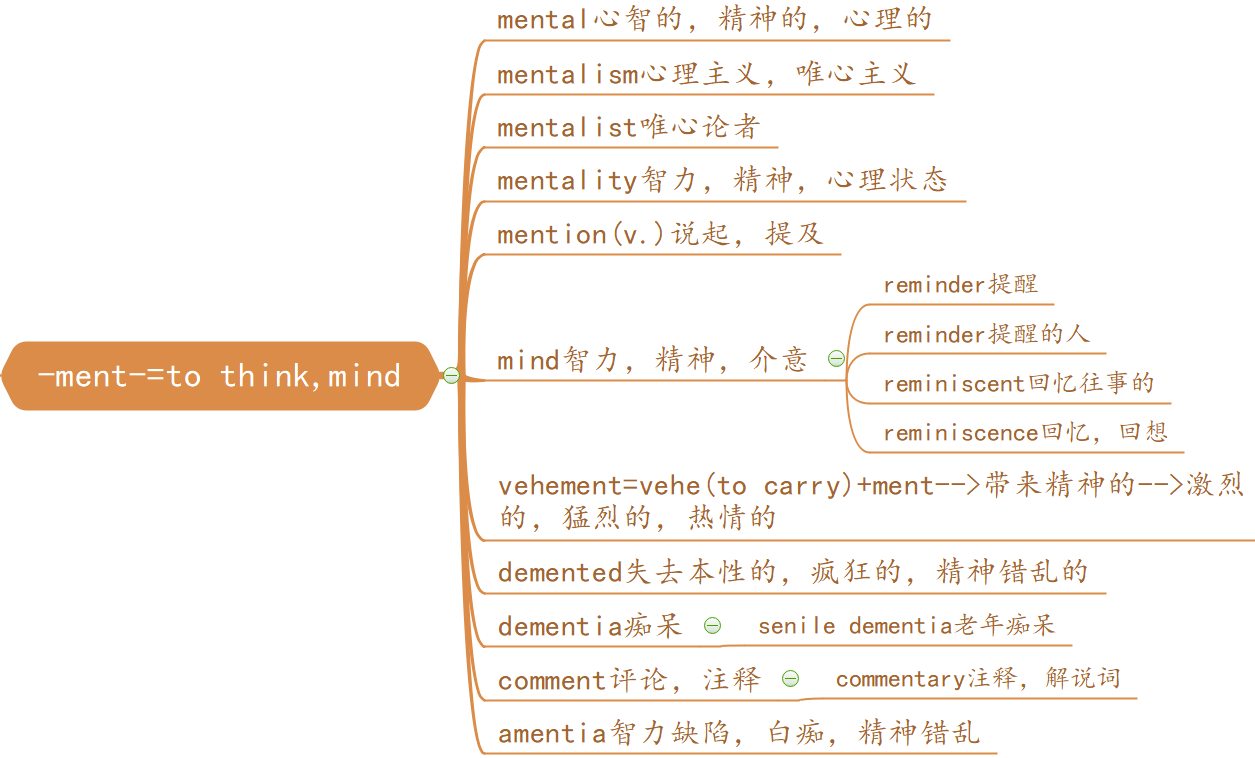 -ment-=to think,mind
mental心智的，精神的，心理的
mentalism心理主义，唯心主义
mentalist唯心论者
mentality智力，精神，心理状态
mention(v.)说起，提及
mind智力，精神，介意
reminder提醒
reminder提醒的人
reminiscent回忆往事的
reminiscence回忆，回想
vehement=vehe(to carry)+ment-->带来精神的-->激烈
的，猛烈的，热情的
demented失去本性的，疯狂的，精神错乱的
dementia痴呆
senile dementia老年痴呆
comment评论，注释
commentary注释，解说词
amentia智力缺陷，白痴，精神错乱